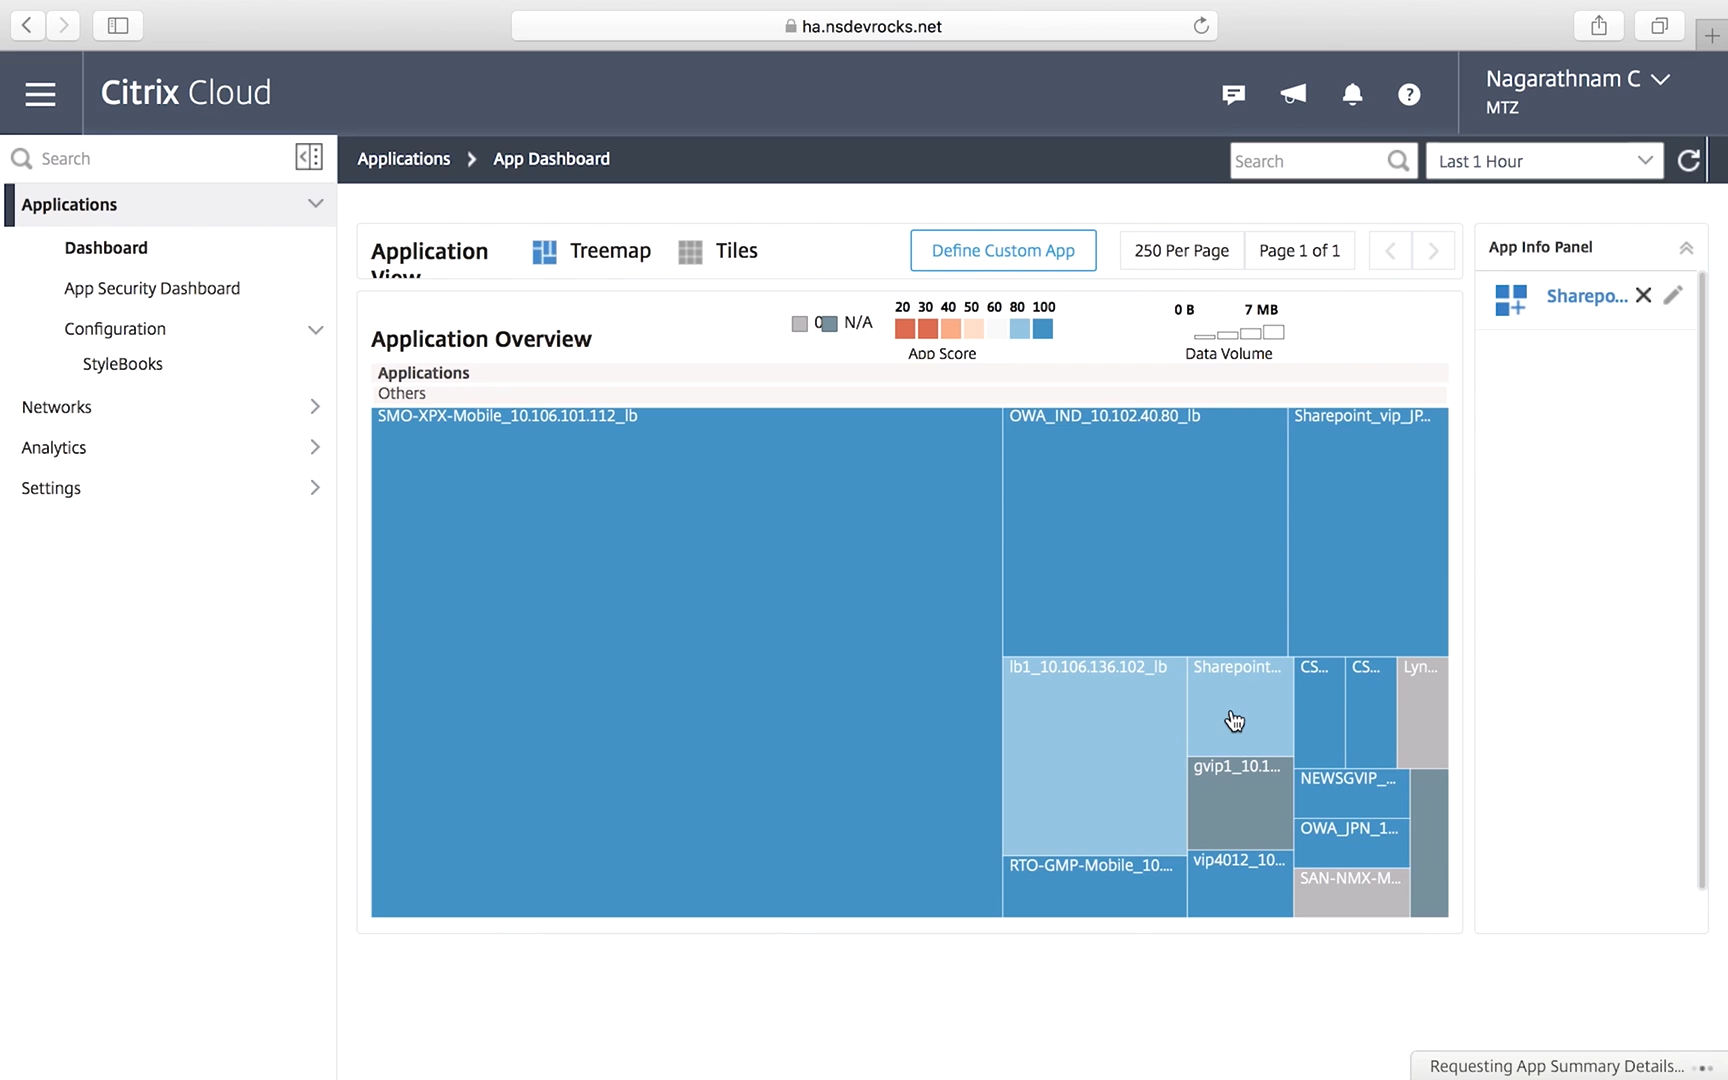 ha.nsdevrocks.net
Citrix Cloud
Nagarathnam C
MTZ
Search
Applications
App Dashboard
Search
Last 1 Hour
Applications
Dashboard
App Security Dashboard
Configuration
StyleBooks
Networks
Analytics
Settings
Application
Treemap
Tiles
Define Custom App
250 Per Page
Page 1 of 1
App Info Panel
Sharepo...
Application Overview
N/A
20 30 40 50 60 80 100
App Score
0 B 7 MB
Data Volume
Applications
Others
SMO-XPX-Mobile_10.106.101.112_lb
OWA_IND_10.102.40.80_lb
Sharepoint_vip_JP...
lb1_10.106.136.102_lb
Sharepoint...
CS...
CS...
Lyn...
gvip1_10.1...
NEWSGVIP_...
OWA_JPN_1...
RTO-GMP-Mobile_10....
vip4012_10...
SAN-NMX-M...
Requesting App Summary Details...